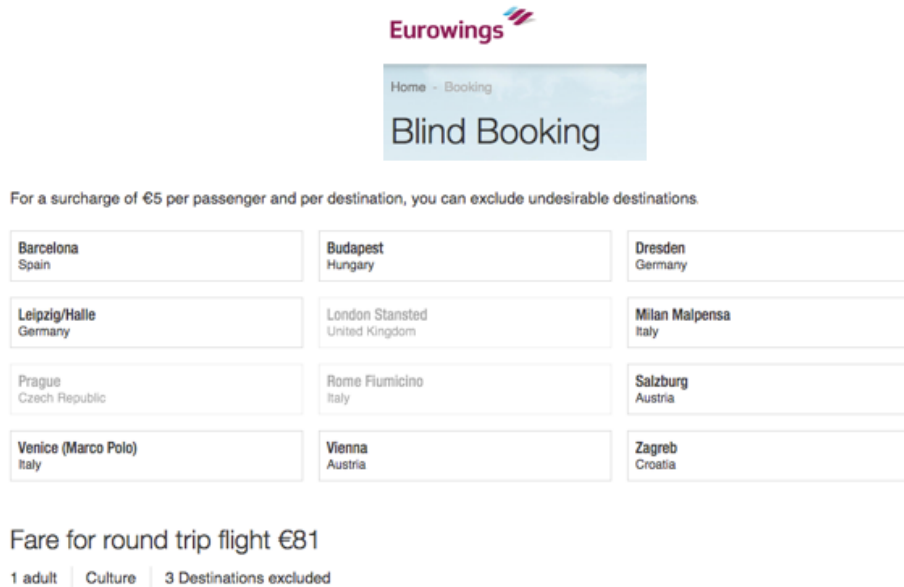 Eurowings
Home - Booking
Blind Booking
For a surcharge of €5 per passenger and per destination, you can exclude undesirable destinations.
Barcelona
Spain
Budapest
Hungary
Dresden
Germany
Leipzig/Halle
Germany
London Stansted
United Kingdom
Milan Malpensa
Italy
Prague
Czech Republic
Rome Fiumicino
Italy
Salzburg
Austria
Venice (Marco Polo)
Italy
Vienna
Austria
Zagreb
Croatia
Fare for round trip flight €81
1 adult | Culture | 3 Destinations excluded